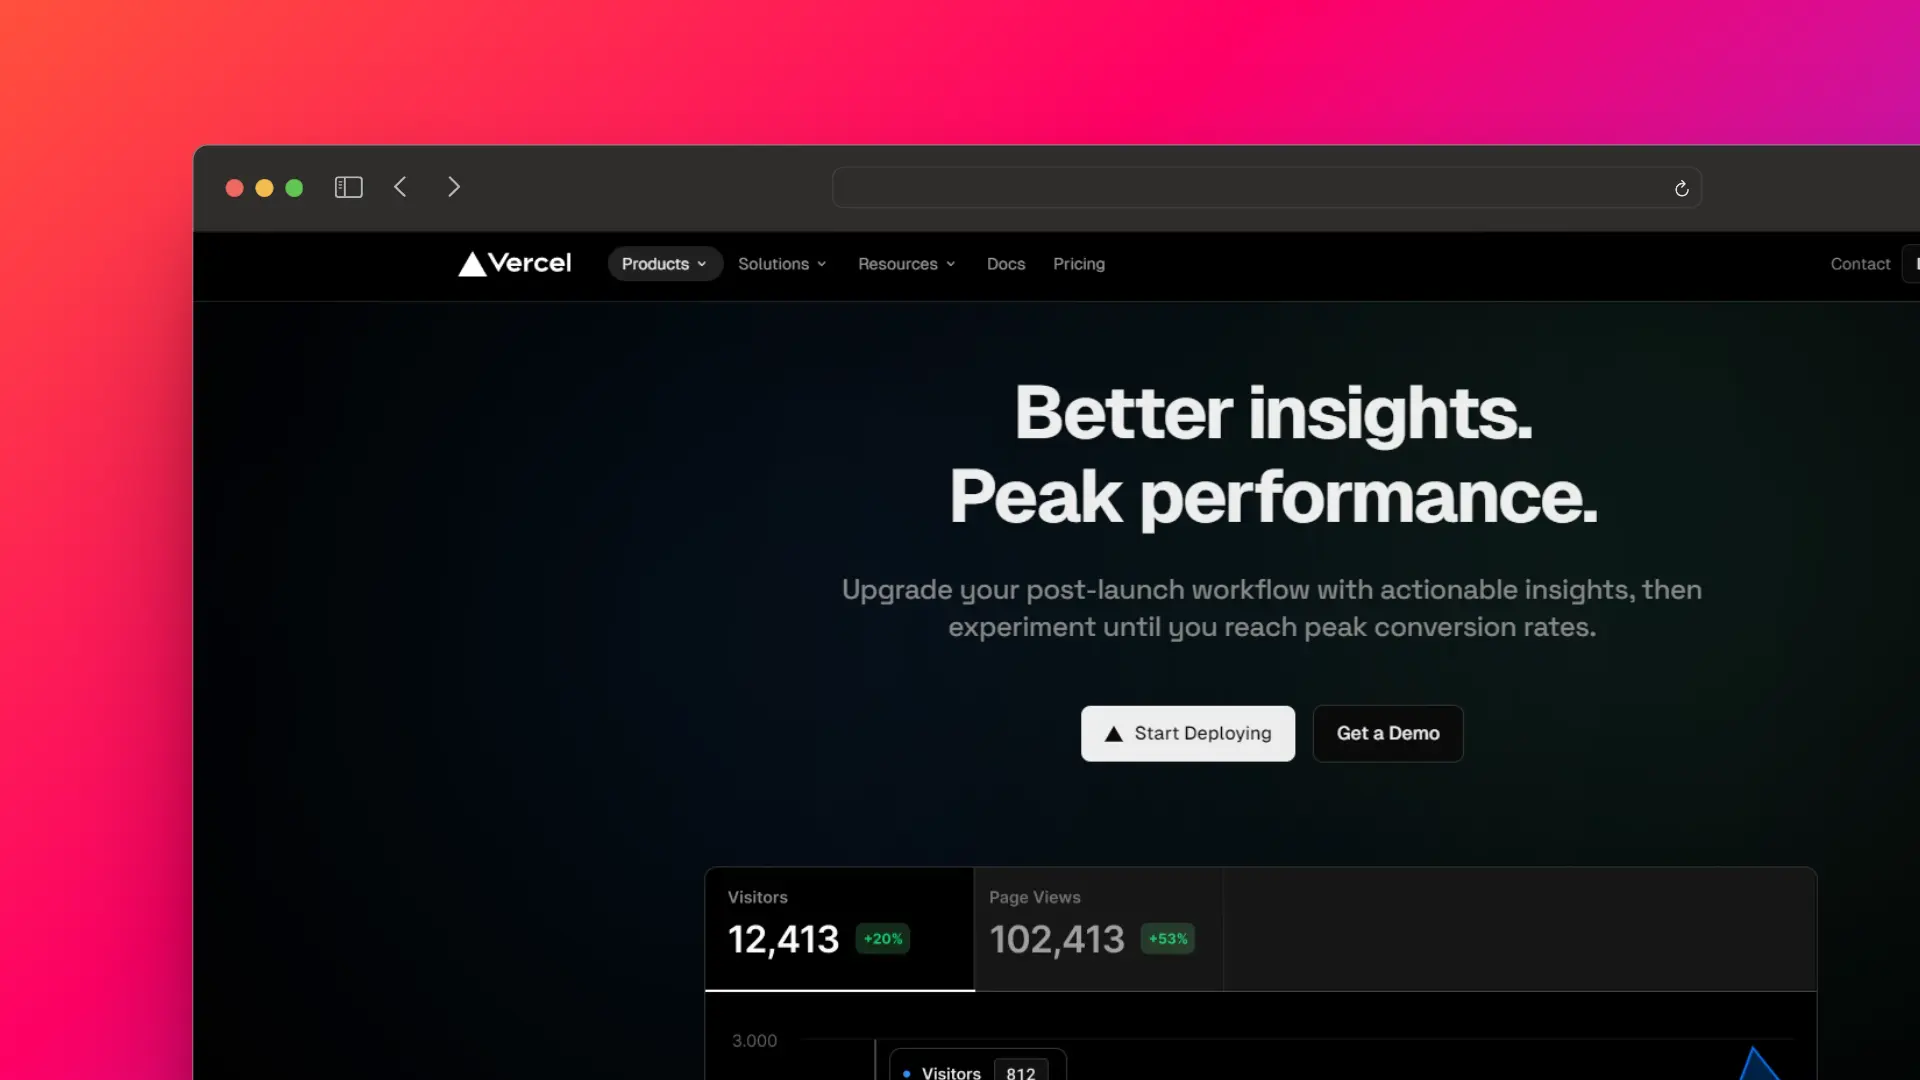 Vercel
Products
Solutions
Resources
Docs
Pricing
Contact
Better insights.
Peak performance.
Upgrade your post-launch workflow with actionable insights, then
experiment until you reach peak conversion rates.
Start Deploying
Get a Demo
Visitors
12,413 +20%
Page Views
102,413 +53%
3.000
Visitors 812